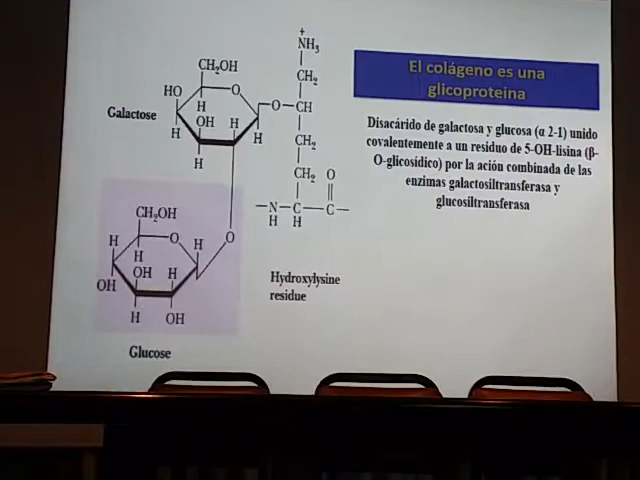 El colágeno es una
glicoproteina
Disacárido de galactosa y glucosa (α 2-1) unido
covalentemente a un residuo de 5-OH-lisina (β-
O-glicosídico) por la acción combinada de las
enzimas galactosiltransferasa y
glucosiltransferasa
+
NH3
CH2
CH2OH
HO
O
O
CH
Galactose
H
OH
H
H
H
H
CH2
CH2
O
N
C
C
H
H
CH2OH
H
O
H
O
H
OH
H
OH
H
OH
Hydroxylysine
residue
Glucose